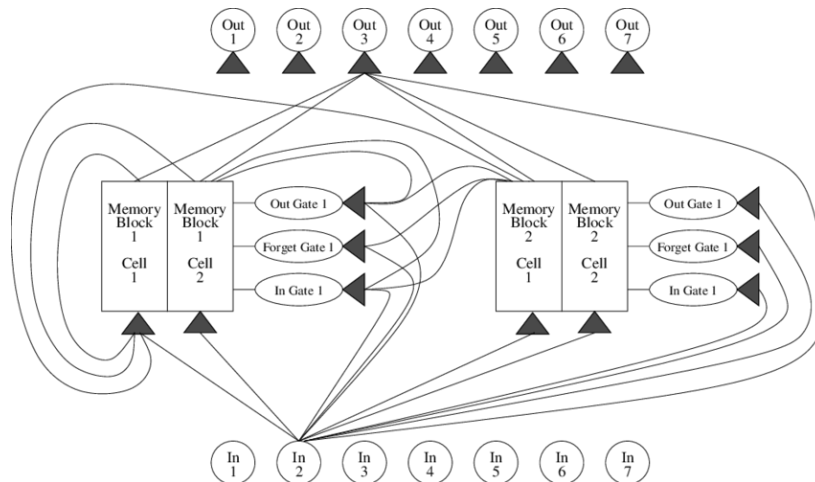 Out 1
Out 2
Out 3
Out 4
Out 5
Out 6
Out 7
Memory Block 1 Cell 1
Memory Block 1 Cell 2
Out Gate 1
Forget Gate 1
In Gate 1
Memory Block 2 Cell 1
Memory Block 2 Cell 2
Out Gate 1
Forget Gate 1
In Gate 1
In 1
In 2
In 3
In 4
In 5
In 6
In 7